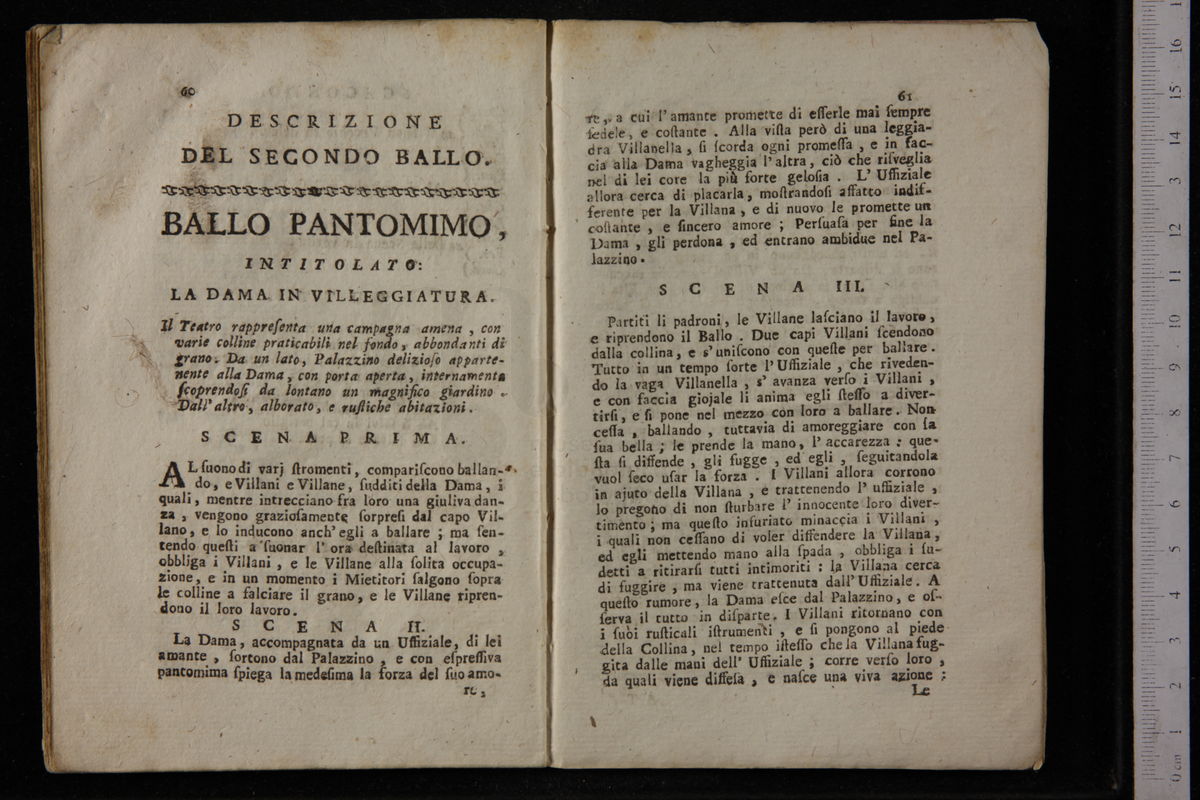 60
DESCRIZIONE
DEL SECONDO BALLO.
BALLO PANTOMIMO,
INTITOLATO:
LA DAMA IN VILLEGGIATURA.
Il Teatro rappreſenta una campagna amena, con
varie colline praticabili nel fondo, abbondanti di
grano. Da un lato, Palazzino delizioſo apparte-
nente alla Dama, con porta aperta, internamente
ſcoprendoſi da lontano un magnifico giardino.
Dall'altro, alborato, e ruſtiche abitazioni.
SCENA PRIMA.
AL ſuono di varj ſtromenti, compariſcono ballan-
do, e Villani e Villane, ſudditi della Dama, i
quali, mentre intrecciano fra loro una giuliva dan-
za, vengono grazioſamente ſorpreſi dal capo Vil-
lano, e lo inducono anch'egli a ballare; ma ſen-
tendo queſti a ſuonar l'ora deſtinata al lavoro,
obbliga i Villani, e le Villane alla ſolita occupa-
zione, e in un momento i Mietitori ſalgono ſopra
le colline a falciare il grano, e le Villane ripren-
dono il loro lavoro.
SCENA II.
La Dama, accompagnata da un Uffiziale, di lei
amante, ſortono dal Palazzino, e con eſpreſſiva
pantomima ſpiega la medeſima la forza del ſuo amo-
re,
61
re, a cui l'amante promette di eſſerle mai ſempre
fedele, e coſtante. Alla viſta però di una leggia-
dra Villanella, ſi ſcorda ogni promeſſa, e in fac-
cia alla Dama vagheggia l'altra, ciò che riſveglia
nel di lei core la più forte geloſia. L'Uffiziale
allora cerca di placarla, moſtrandoſi affatto indif-
ferente per la Villana, e di nuovo le promette un
coſtante, e ſincero amore; Perſuaſa per fine la
Dama, gli perdona, ed entrano ambidue nel Pa-
lazzino.
SCENA III.
Partiti li padroni, le Villane laſciano il lavoro,
e riprendono il Ballo. Due capi Villani ſcendono
dalla collina, e s'uniſcono con queſte per ballare.
Tutto in un tempo ſorte l'Uffiziale, che riveden-
do la vaga Villanella, s'avanza verſo i Villani,
e con faccia giojale li anima egli ſteſſo a diver-
tirſi, e ſi pone nel mezzo con loro a ballare. Non
ceſſa, ballando, tuttavia di amoreggiare con la
ſua bella; le prende la mano, l'accarezza: que-
ſta ſi diffende, gli fugge, ed egli, ſeguitandola
vuol ſeco uſar la forza. I Villani allora corrono
in ajuto della Villana, e trattenendo l'uffiziale,
lo pregono di non ſturbare l'innocente loro diver-
timento; ma queſto infuriato minaccia i Villani,
i quali non ceſſano di voler diffendere la Villana,
ed egli mettendo mano alla ſpada, obbliga i ſu-
detti a ritirarſi tutti intimoriti: la Villana cerca
di fuggire, ma viene trattenuta dall'Uffiziale. A
queſto rumore, la Dama eſce dal Palazzino, e oſ-
ſerva il tutto in diſparte. I Villani ritornano con
i ſuòi ruſticali iſtrumenti, e ſi pongono al piede
della Collina, nel tempo iſteſſo che la Villana fug-
gita dalle mani dell'Uffiziale; corre verſo loro,
da quali viene diffeſa, e naſce una viva azione;
Le